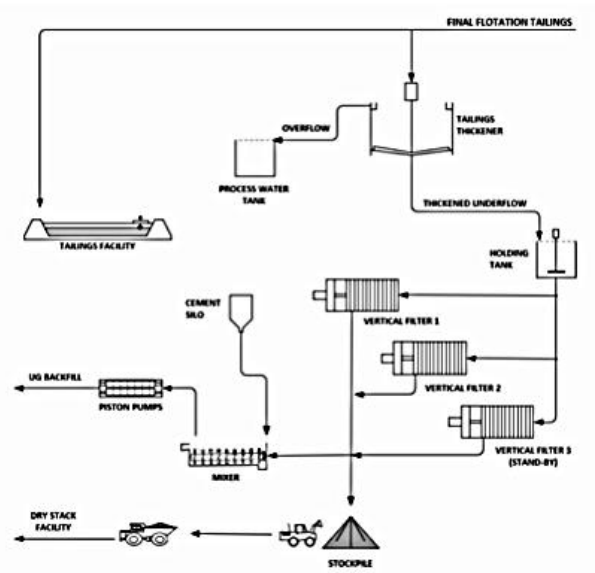 FINAL FLOTATION TAILINGS
OVERFLOW
TAILINGS
THICKENER
PROCESS WATER
TANK
THICKENED UNDERFLOW
TAILINGS FACILITY
HOLDING
TANK
CEMENT
SILO
VERTICAL FILTER 1
UG BACKFILL
VERTICAL FILTER 2
PISTON PUMPS
VERTICAL FILTER 3
(STAND-BY)
MIXER
DRY STACK
FACILITY
STOCKPILE